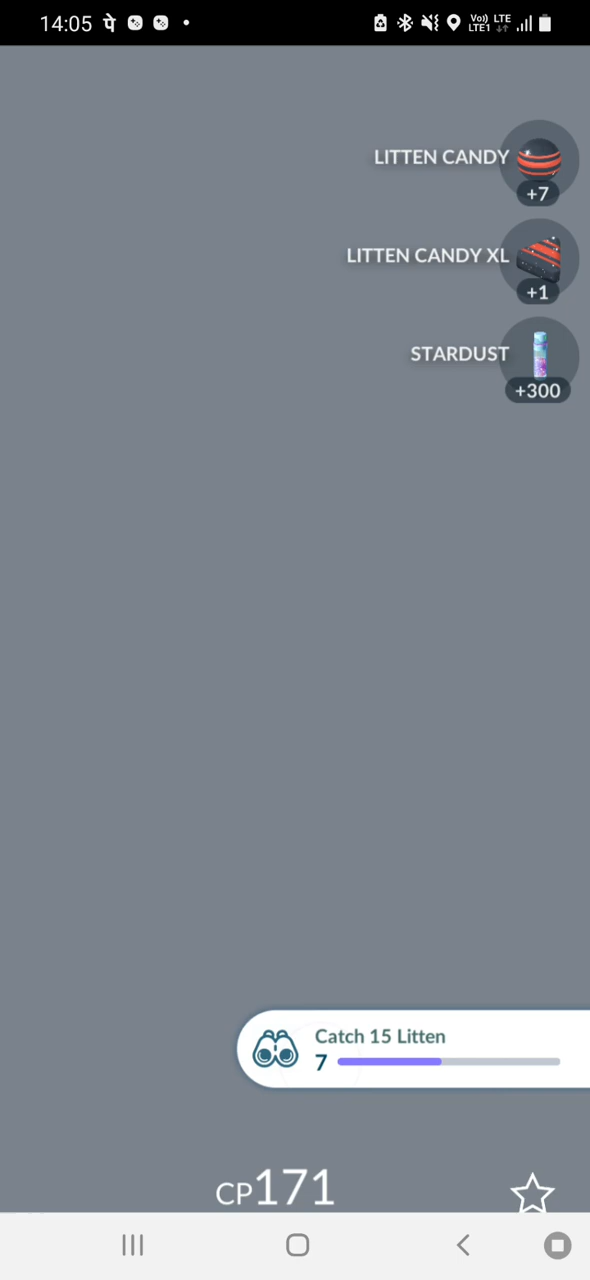 14:05 पे
Vo)) LTE
LTE1
LITTEN CANDY
+7
LITTEN CANDY XL
+1
STARDUST
+300
Catch 15 Litten
7
CP171